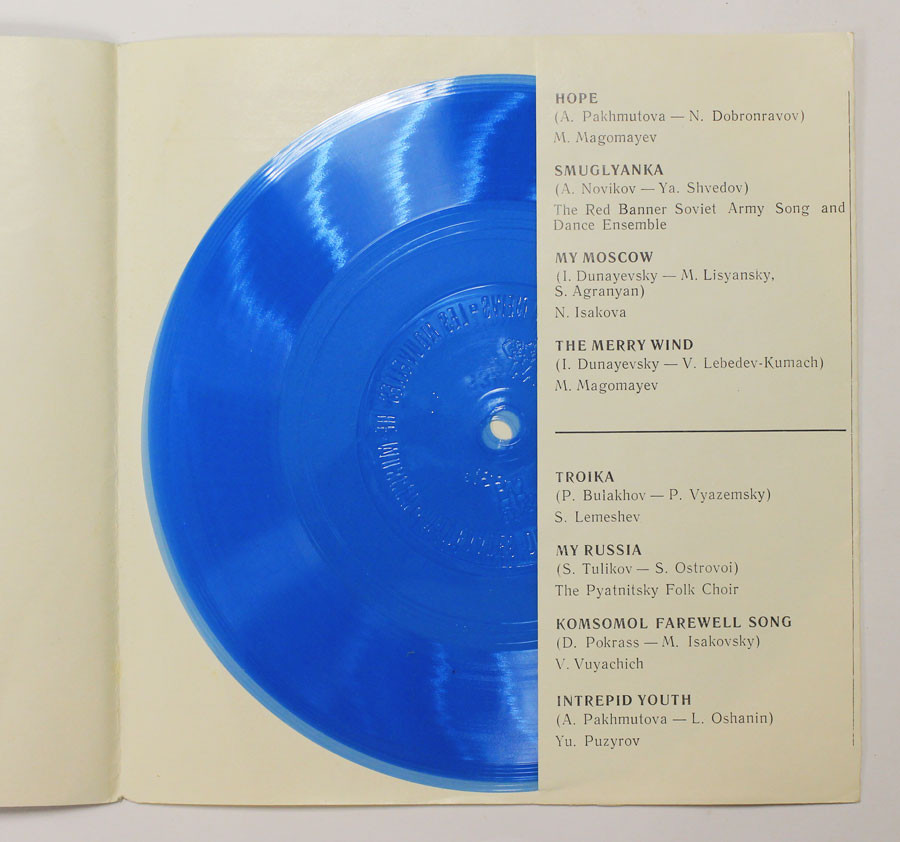 HOPE
(A. Pakhmutova — N. Dobronravov)
M. Magomayev
SMUGLYANKA
(A. Novikov — Ya. Shvedov)
The Red Banner Soviet Army Song and
Dance Ensemble
MY MOSCOW
(I. Dunayevsky — M. Lisyansky,
S. Agranyan)
N. Isakova
THE MERRY WIND
(I. Dunayevsky — V. Lebedev-Kumach)
M. Magomayev
TROIKA
(P. Bulakhov — P. Vyazemsky)
S. Lemeshev
MY RUSSIA
(S. Tulikov — S. Ostrovoi)
The Pyatnitsky Folk Choir
KOMSOMOL FAREWELL SONG
(D. Pokrass — M. Isakovsky)
V. Vuyachich
INTREPID YOUTH
(A. Pakhmutova — L. Oshanin)
Yu. Puzyrov